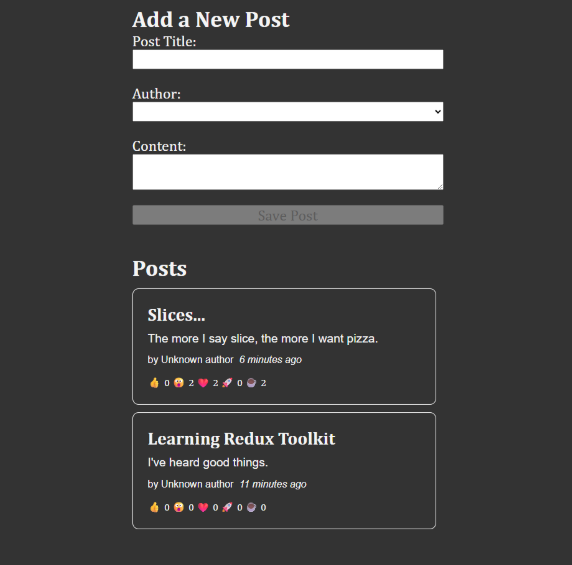 Add a New Post
Post Title:
Author:
Content:
Save Post
Posts
Slices...
The more I say slice, the more I want pizza.
by Unknown author 6 minutes ago
👍 0 😲 2 ❤️ 2 🚀 0 ☕ 2
Learning Redux Toolkit
I've heard good things.
by Unknown author 11 minutes ago
👍 0 😲 0 ❤️ 0 🚀 0 ☕ 0